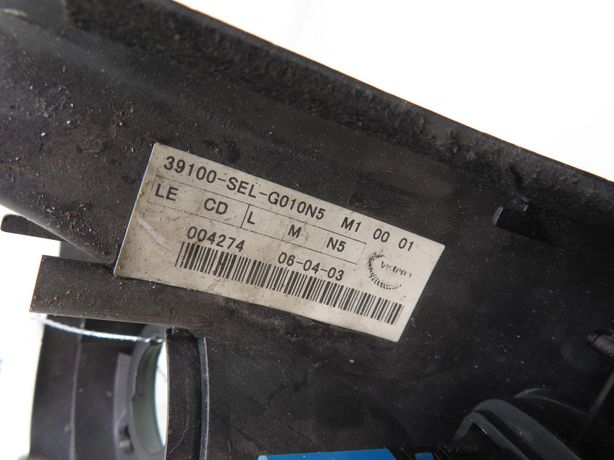 39100-SEL-G010N5 M1 00 01
LE CD L M N5
004274 06-04-03